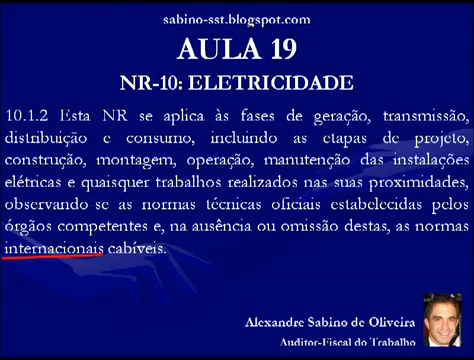 sabino-sst.blogspot.com
AULA 19
NR-10: ELETRICIDADE
10.1.2 Esta NR se aplica às fases de geração, transmissão,
distribuição e consumo, incluindo as etapas de projeto,
construção, montagem, operação, manutenção das instalações
elétricas e quaisquer trabalhos realizados nas suas proximidades,
observando-se as normas técnicas oficiais estabelecidas pelos
órgãos competentes e, na ausência ou omissão destas, as normas
internacionais cabíveis.
Alexandre Sabino de Oliveira
Auditor-Fiscal do Trabalho